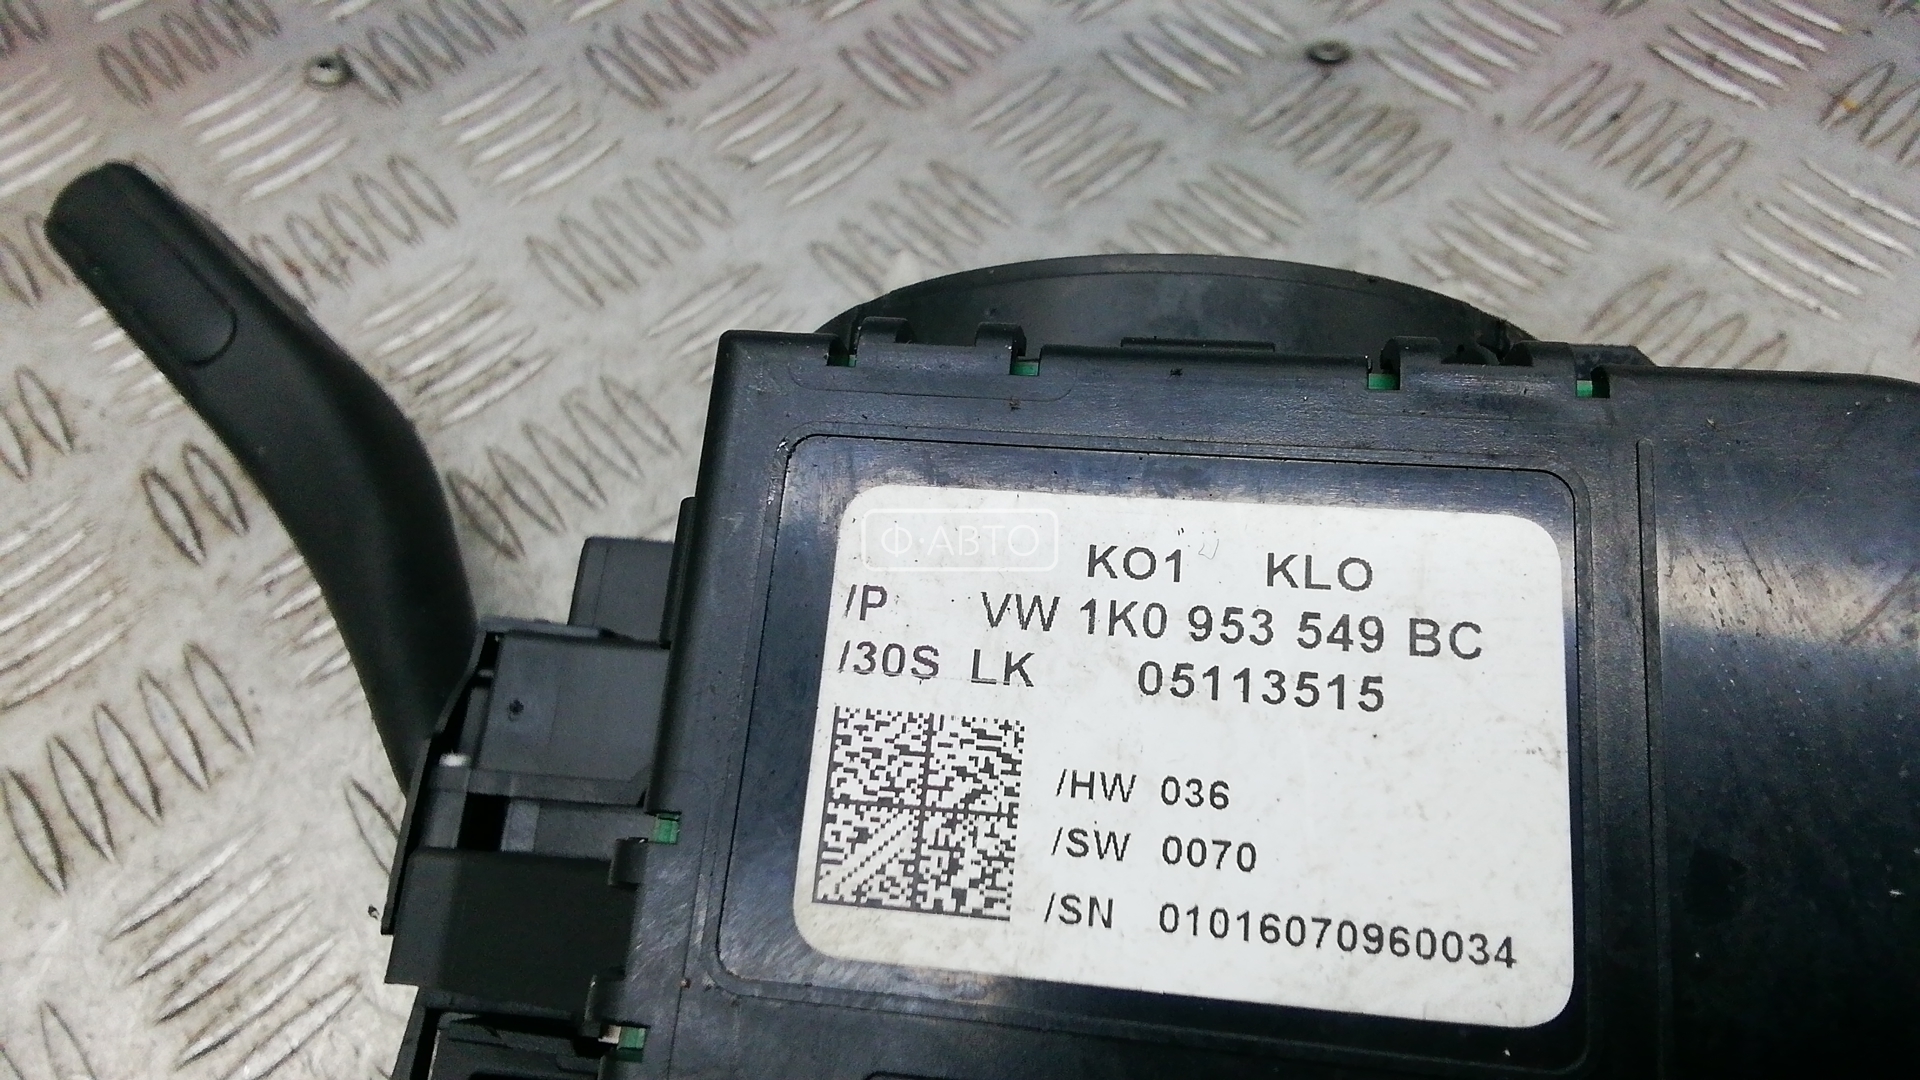 Ф·АВТО
KO1 KLO
/P VW 1K0 953 549 BC
/30S LK 05113515
/HW 036
/SW 0070
/SN 01016070960034